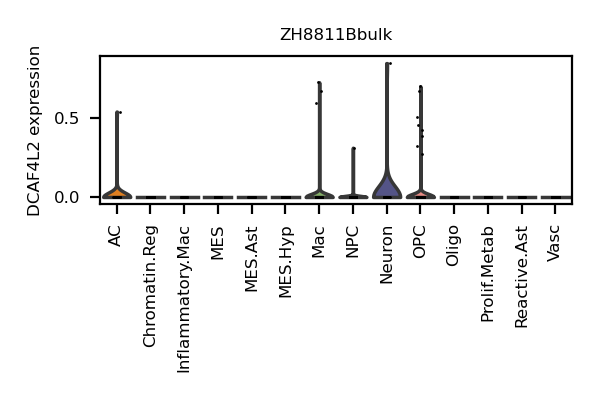 ZH8811Bbulk
DCAF4L2 expression
0.5
0.0
AC
Chromatin.Reg
Inflammatory.Mac
MES
MES.Ast
MES.Hyp
Mac
NPC
Neuron
OPC
Oligo
Prolif.Metab
Reactive.Ast
Vasc